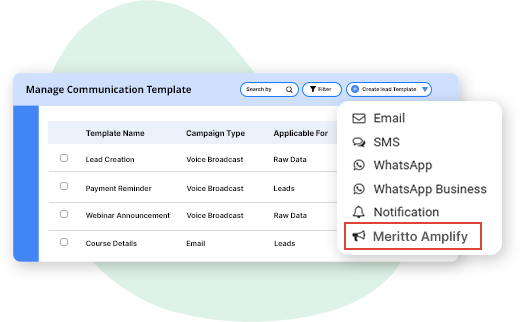 Manage Communication Template
Search by
Filter
Create lead Template
Template Name Campaign Type Applicable For
Lead Creation Voice Broadcast Raw Data
Payment Reminder Voice Broadcast Leads
Webinar Announcement Voice Broadcast Raw Data
Course Details Email Leads
Email
SMS
WhatsApp
WhatsApp Business
Notification
Meritto Amplify